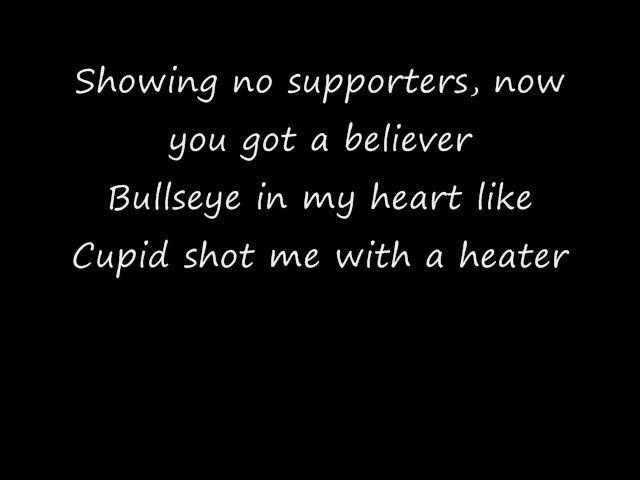 Showing no supporters, now
you got a believer
Bullseye in my heart like
Cupid shot me with a heater